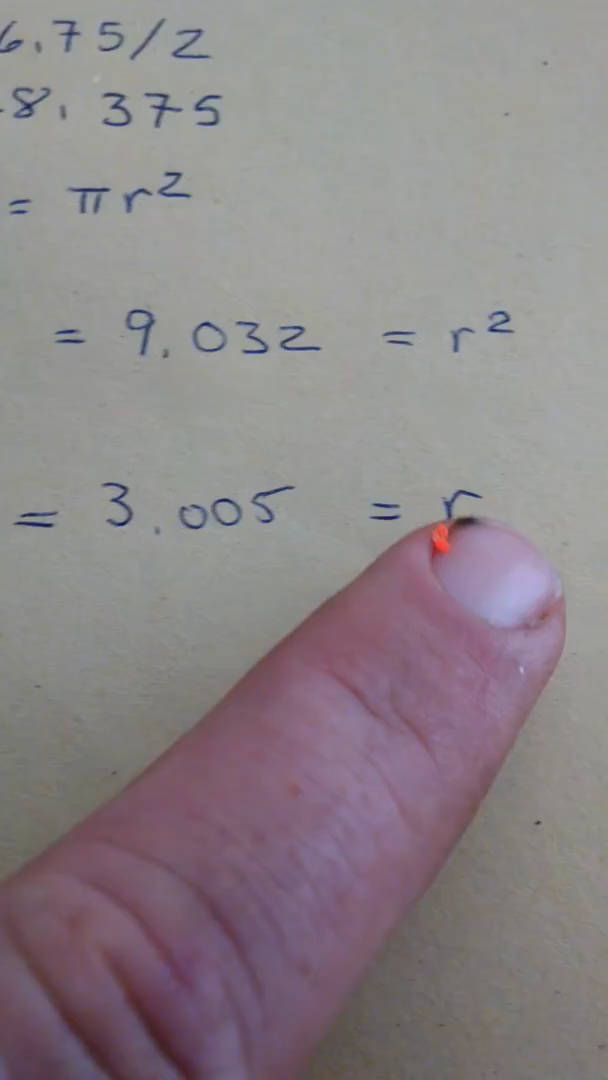 6.75/2
8.375
= πr²
= 9.032 = r²
= 3.005 = r